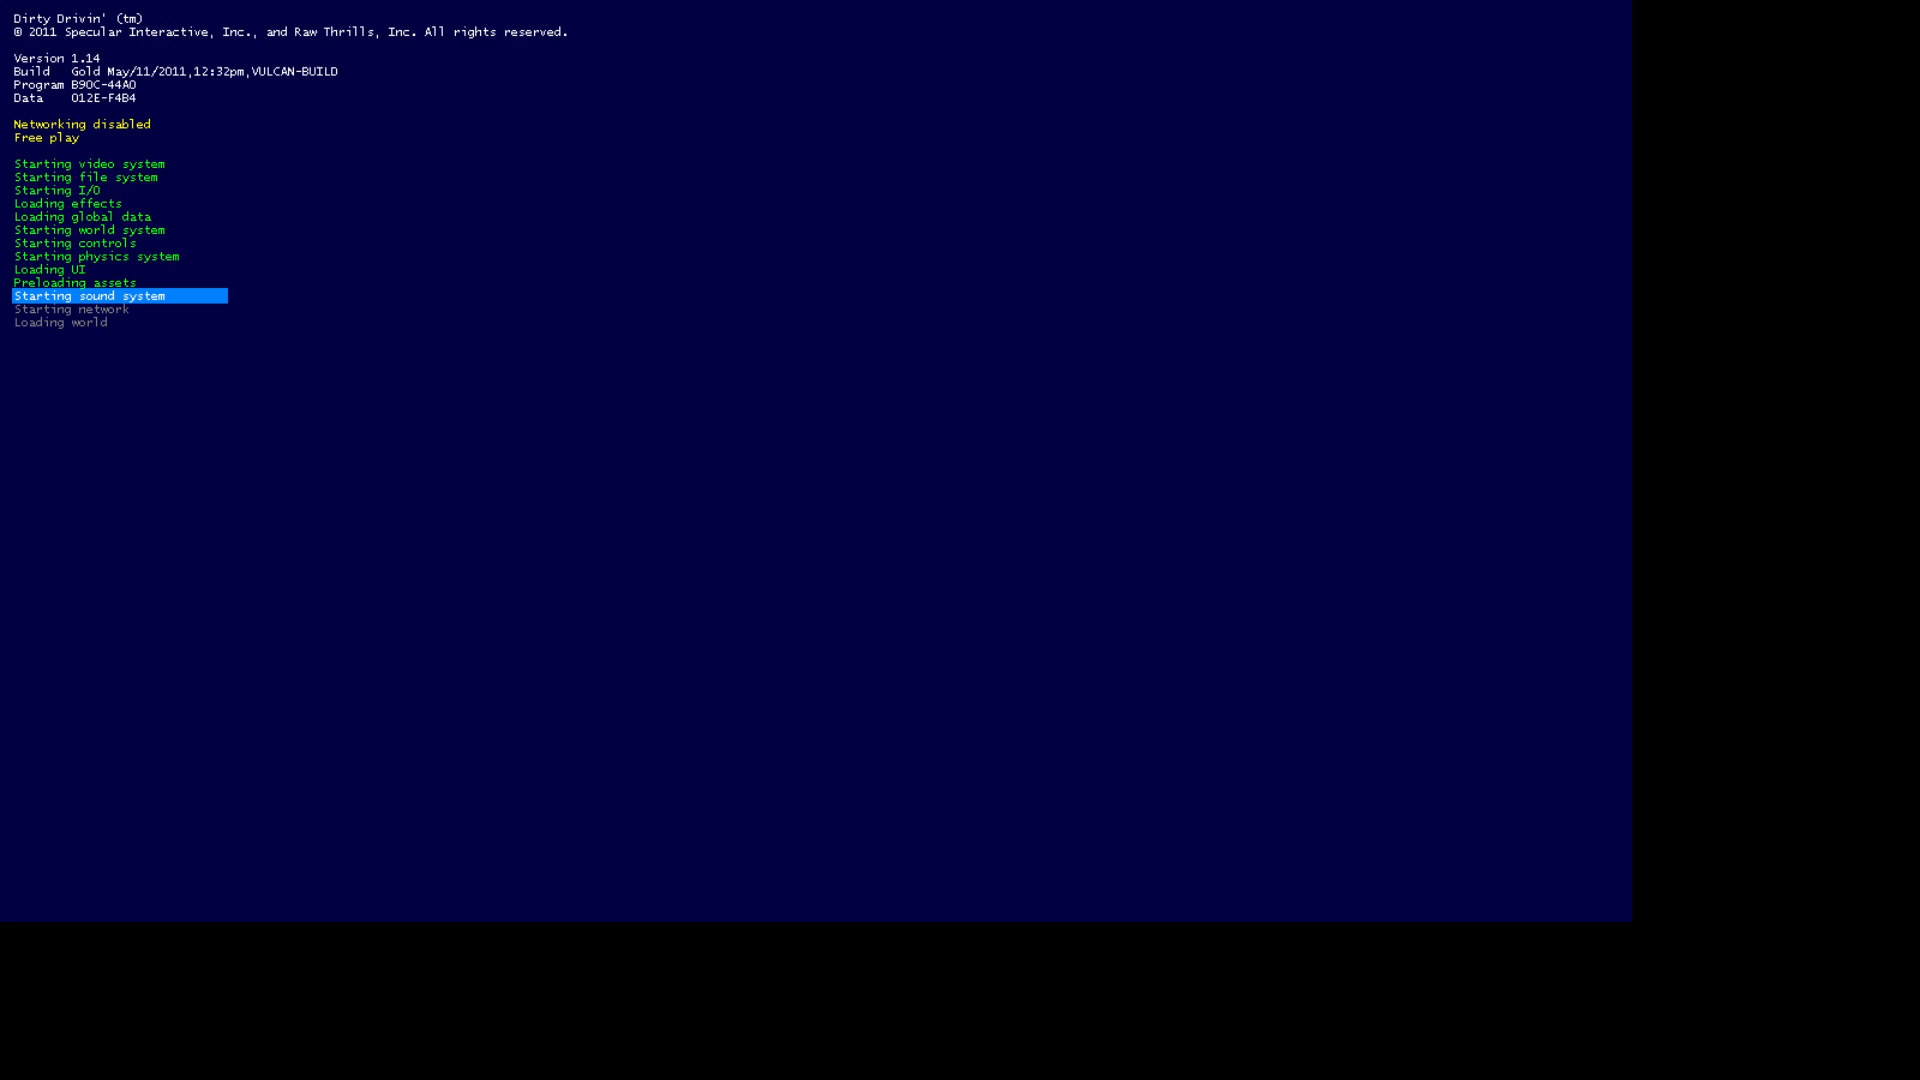 Dirty Drivin' (tm)
© 2011 Specular Interactive, Inc., and Raw Thrills, Inc. All rights reserved.
Version 1.14
Build Gold May/11/2011,12:32pm,VULCAN-BUILD
Program B90C-44A0
Data 012E-F4B4
Networking disabled
Free play
Starting video system
Starting file system
Starting I/O
Loading effects
Loading global data
Starting world system
Starting controls
Starting physics system
Loading UI
Preloading assets
Starting sound system
Starting network
Loading world